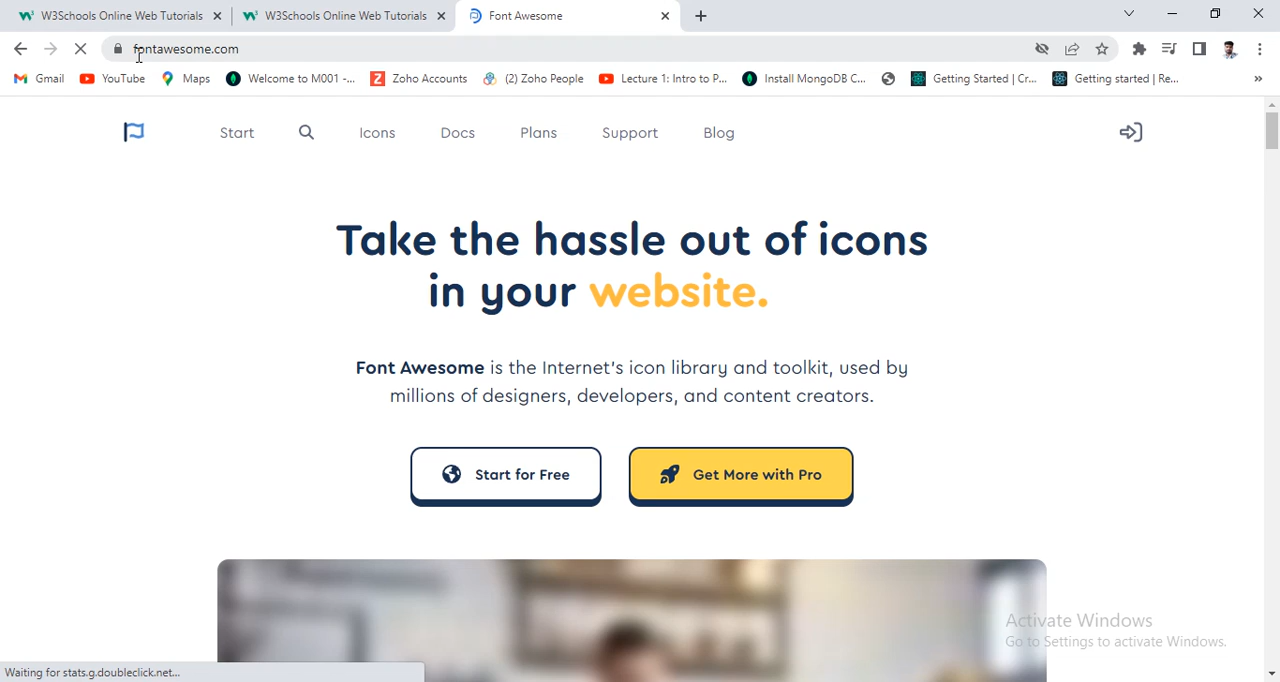 W3Schools Online Web Tutorials
W3Schools Online Web Tutorials
Font Awesome
fontawesome.com
Gmail
YouTube
Maps
Welcome to M001 -...
Zoho Accounts
(2) Zoho People
Lecture 1: Intro to P...
Install MongoDB C...
Getting Started | Cr...
Getting started | Re...
»
Start
Icons
Docs
Plans
Support
Blog
Take the hassle out of icons
in your website.
Font Awesome is the Internet's icon library and toolkit, used by
millions of designers, developers, and content creators.
Start for Free
Get More with Pro
Activate Windows
Go to Settings to activate Windows.
Waiting for stats.g.doubleclick.net...